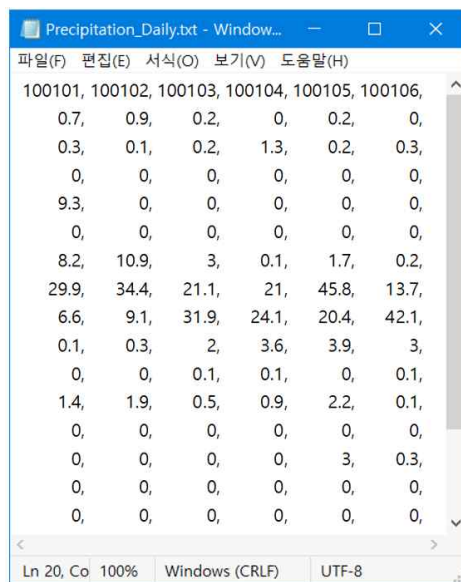 Precipitation_Daily.txt - Window...
파일(F) 편집(E) 서식(O) 보기(V) 도움말(H)
100101, 100102, 100103, 100104, 100105, 100106,
0.7, 0.9, 0.2, 0, 0.2, 0,
0.3, 0.1, 0.2, 1.3, 0.2, 0.3,
0, 0, 0, 0, 0, 0,
9.3, 0, 0, 0, 0, 0,
0, 0, 0, 0, 0, 0,
8.2, 10.9, 3, 0.1, 1.7, 0.2,
29.9, 34.4, 21.1, 21, 45.8, 13.7,
6.6, 9.1, 31.9, 24.1, 20.4, 42.1,
0.1, 0.3, 2, 3.6, 3.9, 3,
0, 0, 0.1, 0.1, 0, 0.1,
1.4, 1.9, 0.5, 0.9, 2.2, 0.1,
0, 0, 0, 0, 0, 0,
0, 0, 0, 0, 3, 0.3,
0, 0, 0, 0, 0, 0,
0, 0, 0, 0, 0, 0,
Ln 20, Co 100% Windows (CRLF) UTF-8